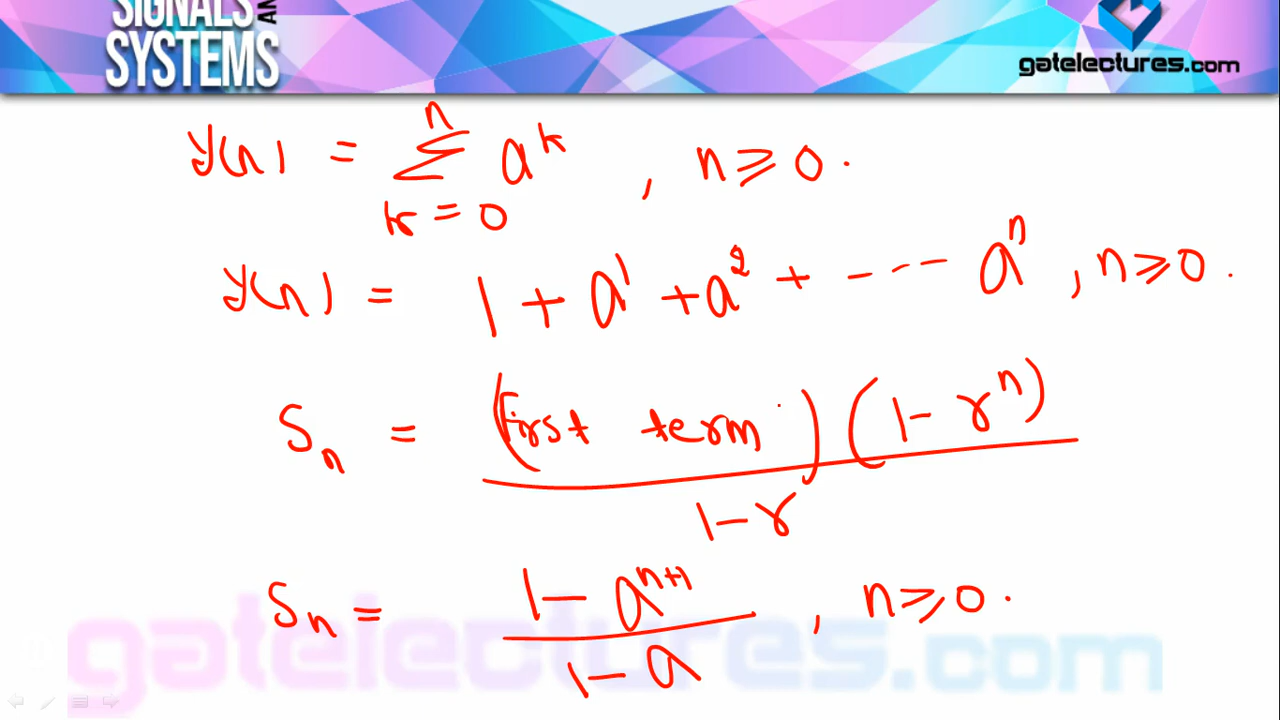 SIGNALS AND
SYSTEMS
gatelectures.com
y(n) = Σ_{k=0}^{n} a^k , n ≥ 0.
y(n) = 1 + a^1 + a^2 + ---- a^n , n ≥ 0.
S_n = (First term) (1 - r^n) / 1 - r
S_n = 1 - a^{n+1} / 1 - a , n ≥ 0.
gatelectures.com